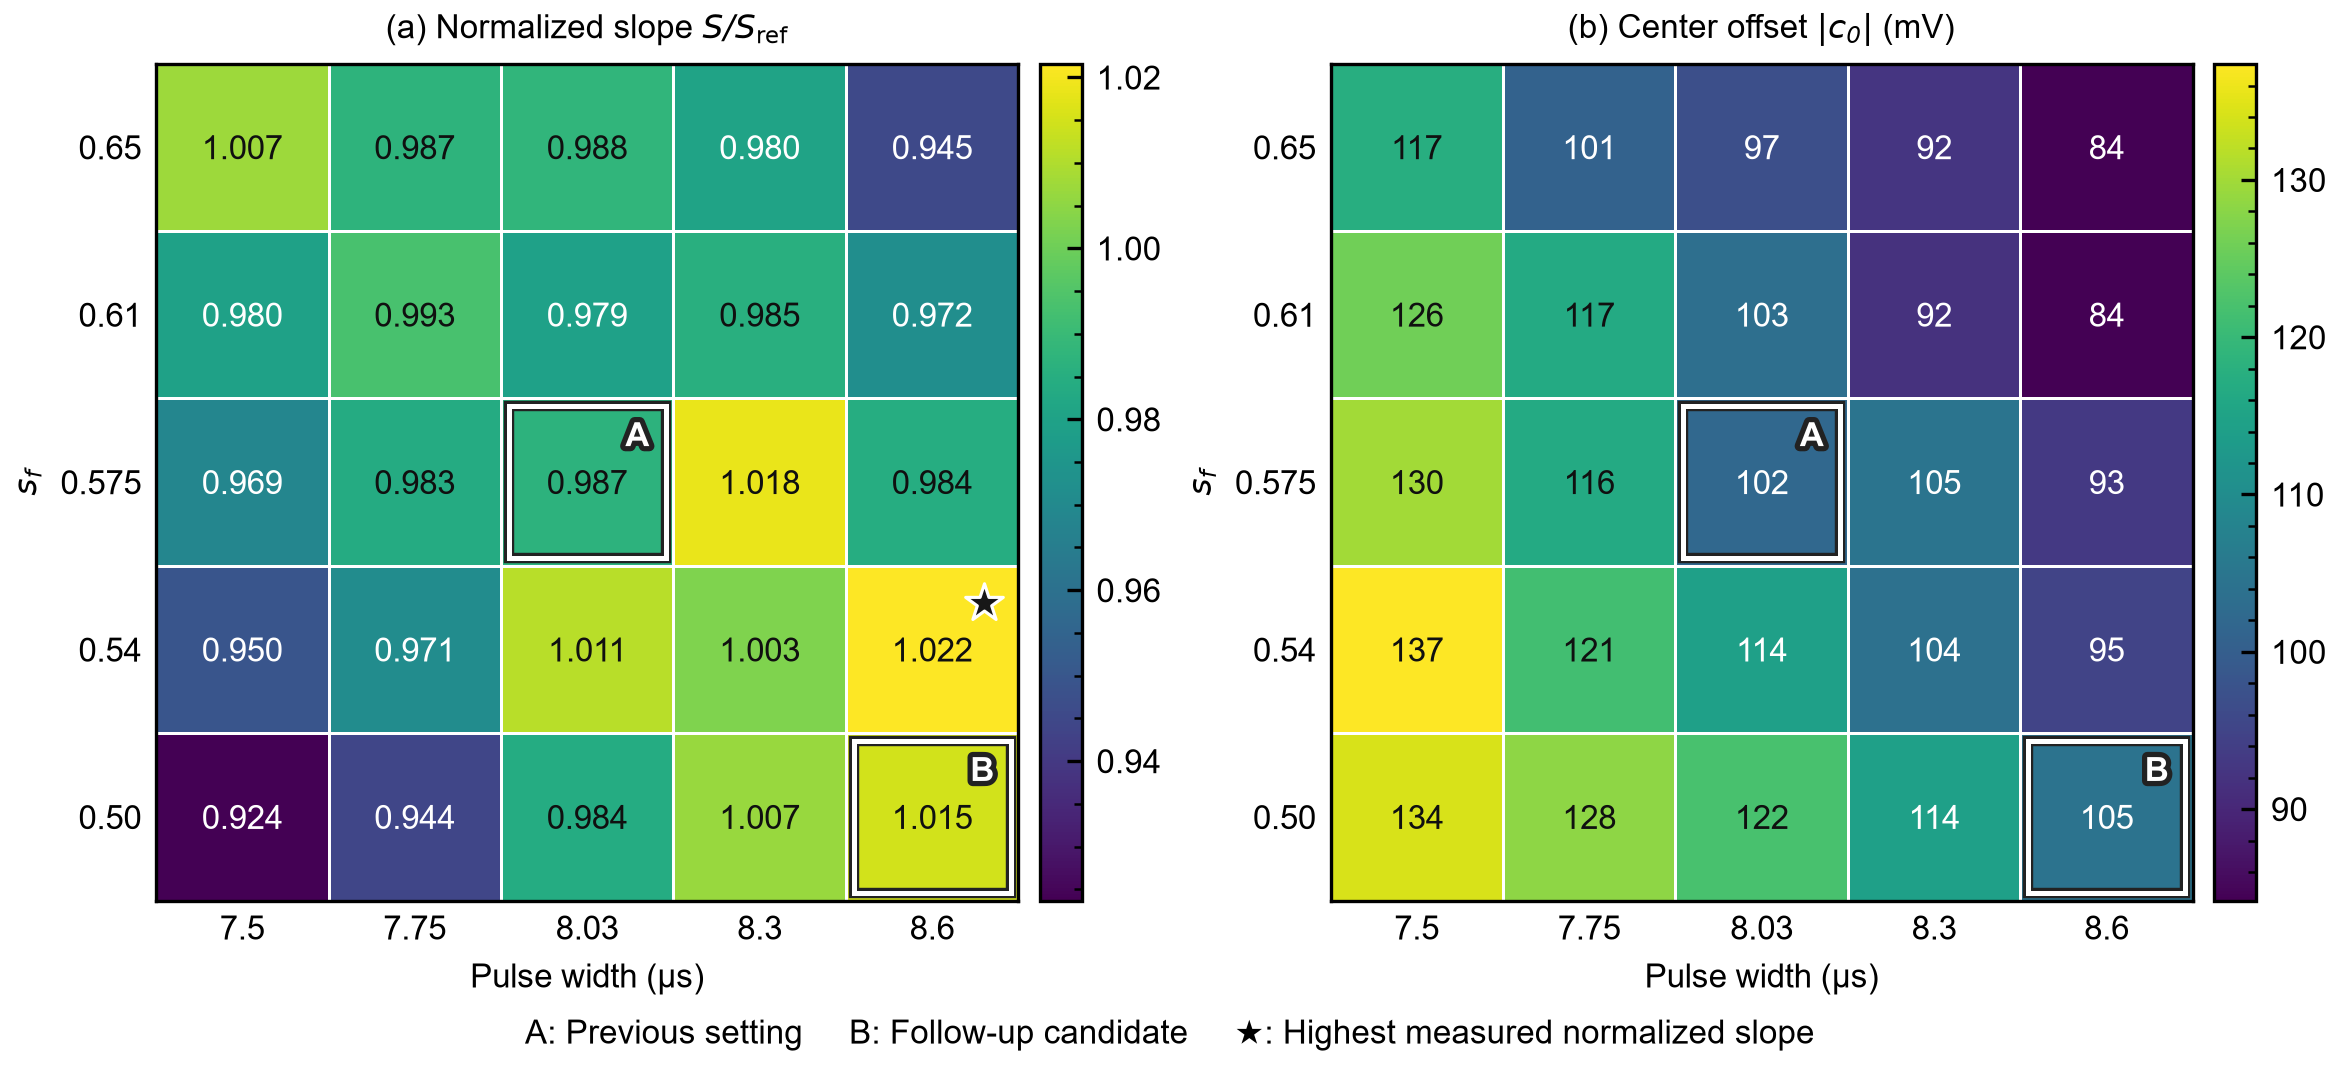 (a) Normalized slope S/S_ref
0.65 1.007 0.987 0.988 0.980 0.945
0.61 0.980 0.993 0.979 0.985 0.972
A
0.575 0.969 0.983 0.987 1.018 0.984
★
0.54 0.950 0.971 1.011 1.003 1.022
B
0.50 0.924 0.944 0.984 1.007 1.015
s_f
7.5 7.75 8.03 8.3 8.6
Pulse width (μs)
1.02
1.00
0.98
0.96
0.94
(b) Center offset |c_0| (mV)
0.65 117 101 97 92 84
0.61 126 117 103 92 84
A
0.575 130 116 102 105 93
0.54 137 121 114 104 95
B
0.50 134 128 122 114 105
s_f
7.5 7.75 8.03 8.3 8.6
Pulse width (μs)
130
120
110
100
90
A: Previous setting B: Follow-up candidate ★: Highest measured normalized slope